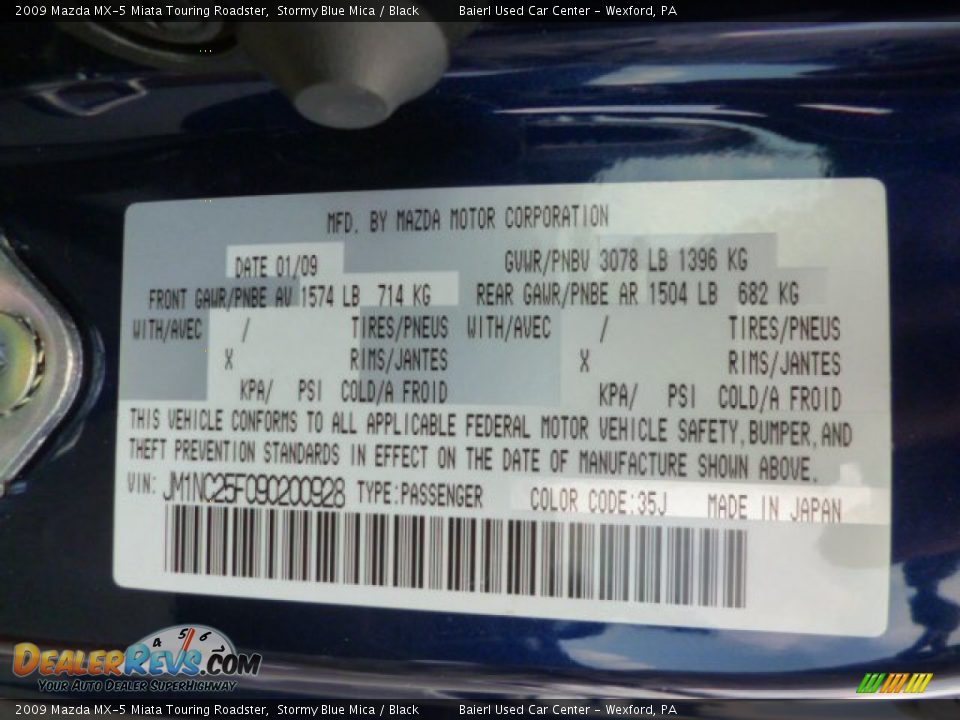 2009 Mazda MX-5 Miata Touring Roadster, Stormy Blue Mica / Black Baierl Used Car Center - Wexford, PA
MFD. BY MAZDA MOTOR CORPORATION
DATE 01/09 GVWR/PNBV 3078 LB 1396 KG
FRONT GAWR/PNBE AV 1574 LB 714 KG REAR GAWR/PNBE AR 1504 LB 682 KG
WITH/AVEC / TIRES/PNEUS WITH/AVEC / TIRES/PNEUS
X RIMS/JANTES X RIMS/JANTES
KPA/ PSI COLD/A FROID KPA/ PSI COLD/A FROID
THIS VEHICLE CONFORMS TO ALL APPLICABLE FEDERAL MOTOR VEHICLE SAFETY,BUMPER,AND
THEFT PREVENTION STANDARDS IN EFFECT ON THE DATE OF MANUFACTURE SHOWN ABOVE.
VIN: JM1NC25F090200928 TYPE:PASSENGER COLOR CODE:35J MADE IN JAPAN
4 5 6
DEALERREVS.COM
YOUR AUTO DEALER SUPERHIGHWAY
2009 Mazda MX-5 Miata Touring Roadster, Stormy Blue Mica / Black Baierl Used Car Center - Wexford, PA